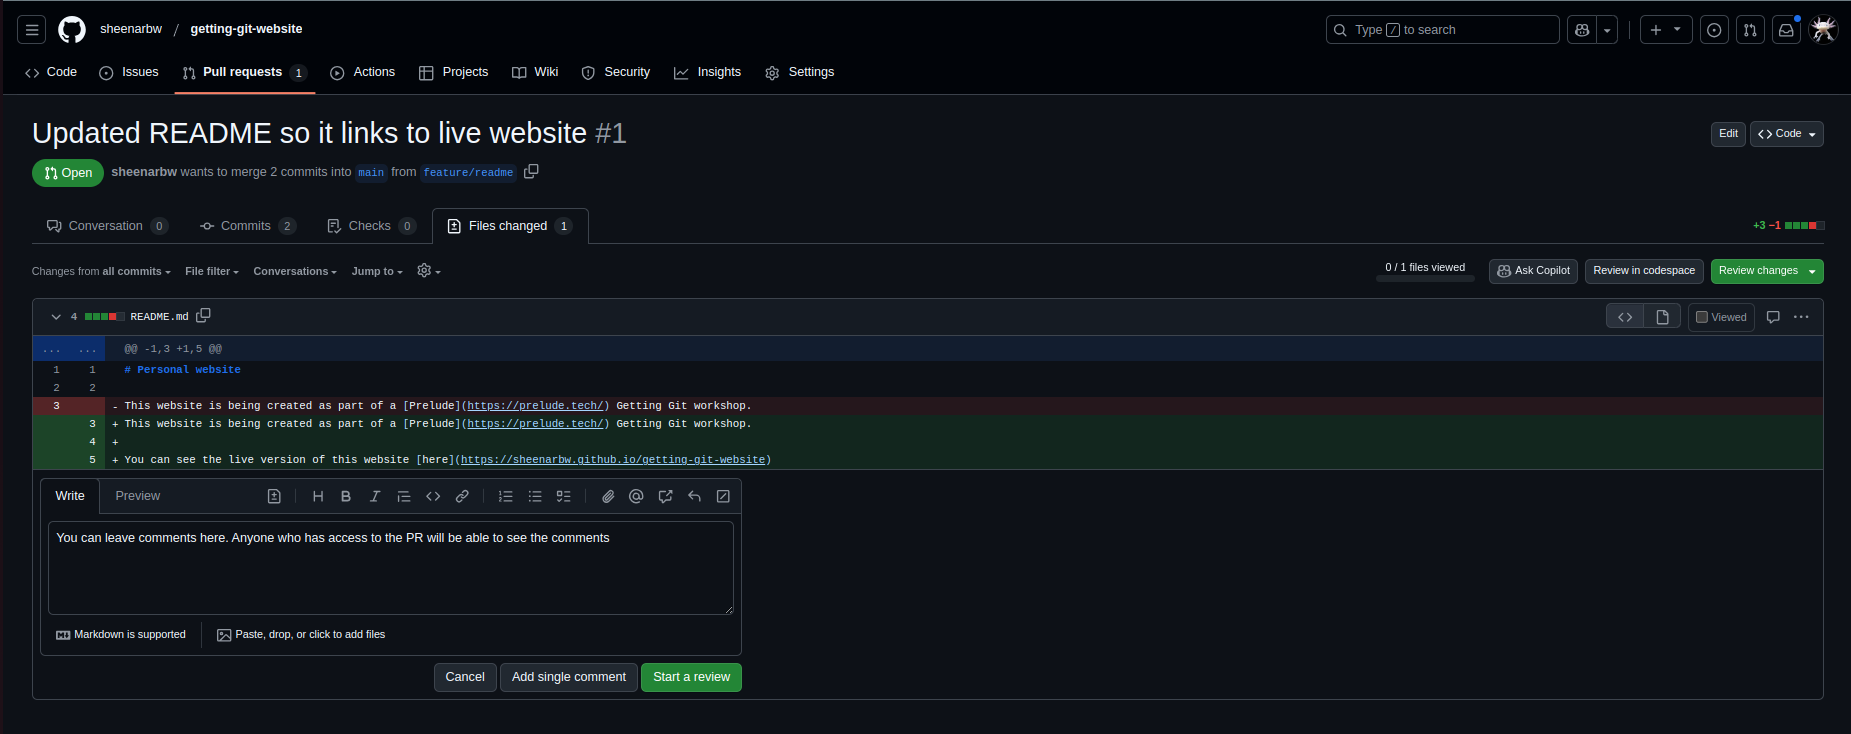 sheenarbw / getting-git-website
Type / to search
Code Issues Pull requests 1 Actions Projects Wiki Security Insights Settings
Updated README so it links to live website #1
Edit Code
Open sheenarbw wants to merge 2 commits into main from feature/readme
Conversation 0 Commits 2 Checks 0 Files changed 1
+3 −1
Changes from all commits File filter Conversations Jump to
0 / 1 files viewed
Ask Copilot Review in codespace Review changes
4 README.md
Viewed
... ... @@ -1,3 +1,5 @@
1 1 # Personal website
2 2
3 - This website is being created as part of a [Prelude](https://prelude.tech/) Getting Git workshop.
3 + This website is being created as part of a [Prelude](https://prelude.tech/) Getting Git workshop.
4 +
5 + You can see the live version of this website [here](https://sheenarbw.github.io/getting-git-website)
Write Preview
You can leave comments here. Anyone who has access to the PR will be able to see the comments
Markdown is supported
Paste, drop, or click to add files
Cancel Add single comment Start a review